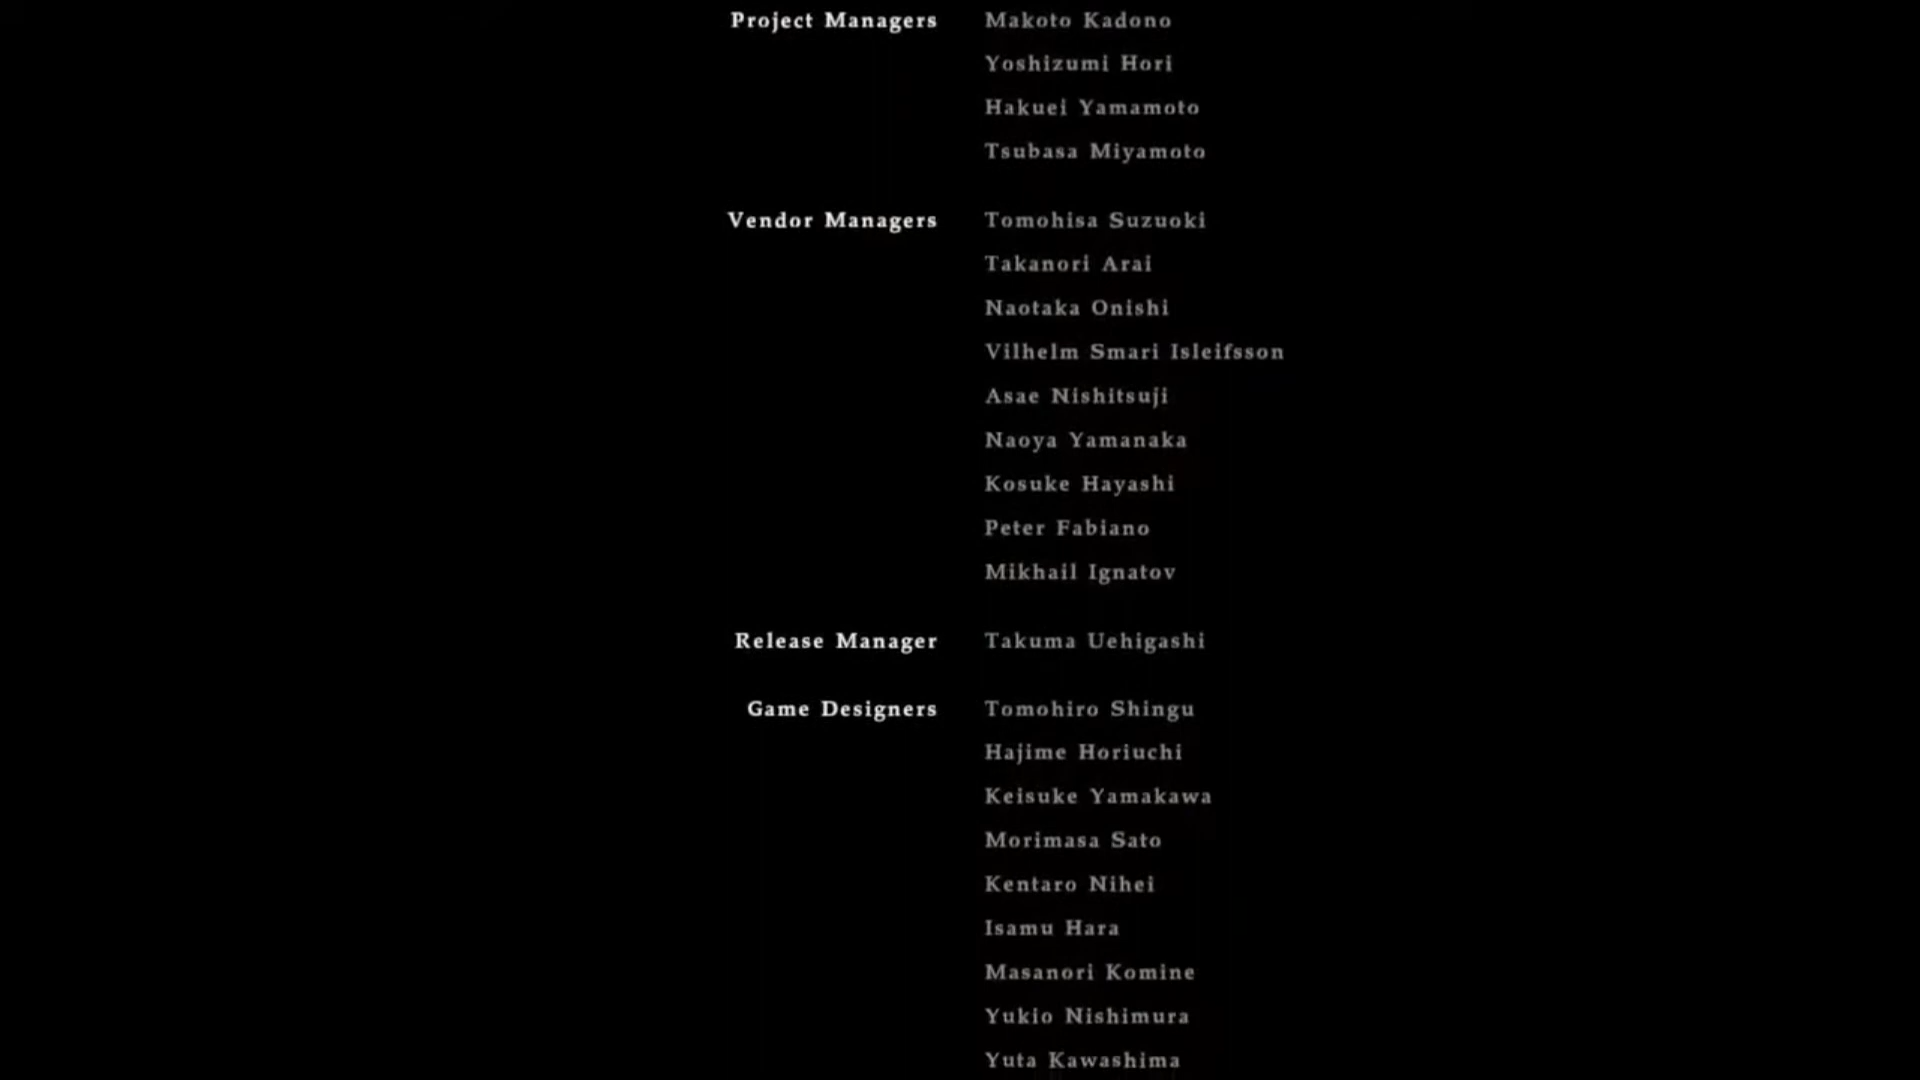 Project Managers Makoto Kadono
Yoshizumi Hori
Hakuei Yamamoto
Tsubasa Miyamoto
Vendor Managers Tomohisa Suzuoki
Takanori Arai
Naotaka Onishi
Vilhelm Smari Isleifsson
Asae Nishitsuji
Naoya Yamanaka
Kosuke Hayashi
Peter Fabiano
Mikhail Ignatov
Release Manager Takuma Uehigashi
Game Designers Tomohiro Shingu
Hajime Horiuchi
Keisuke Yamakawa
Morimasa Sato
Kentaro Nihei
Isamu Hara
Masanori Komine
Yukio Nishimura
Yuta Kawashima